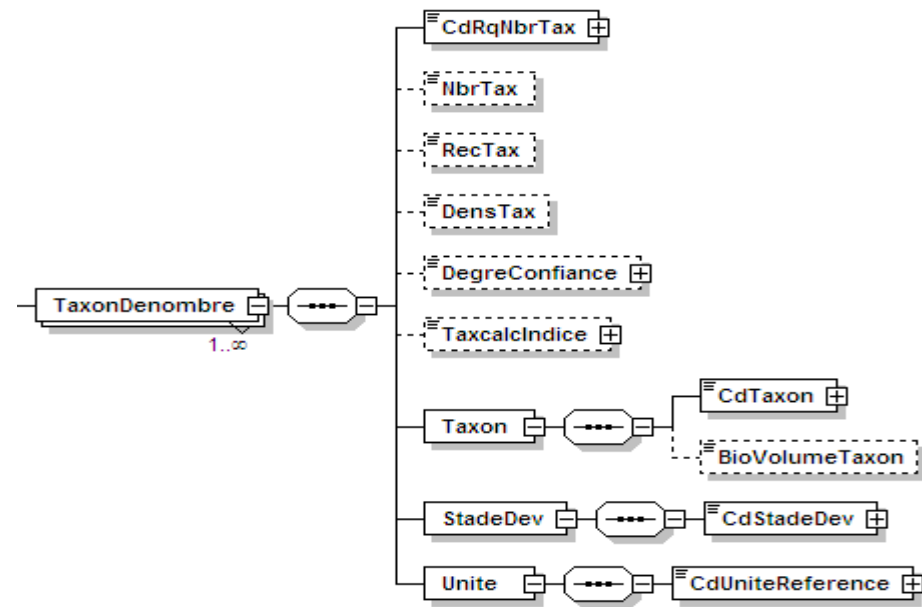 CdRqNbrTax
NbrTax
RecTax
DensTax
DegreConfiance
TaxonDenombre
1..∞
TaxcalcIndice
Taxon
CdTaxon
BioVolumeTaxon
StadeDev
CdStadeDev
Unite
CdUniteReference